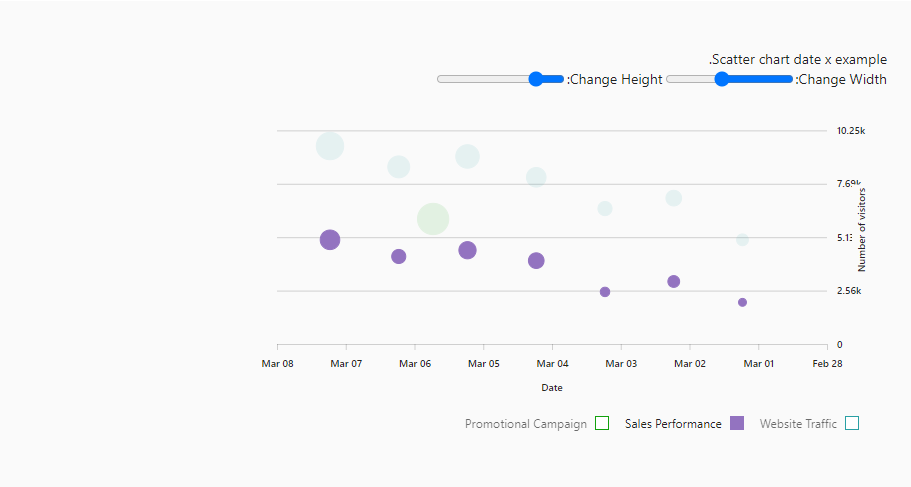 .Scatter chart date x example
:Change Height :Change Width
10.25k
7.69k
5.13
2.56k
0
Number of visitors
Mar 08 Mar 07 Mar 06 Mar 05 Mar 04 Mar 03 Mar 02 Mar 01 Feb 28
Date
Promotional Campaign Sales Performance Website Traffic